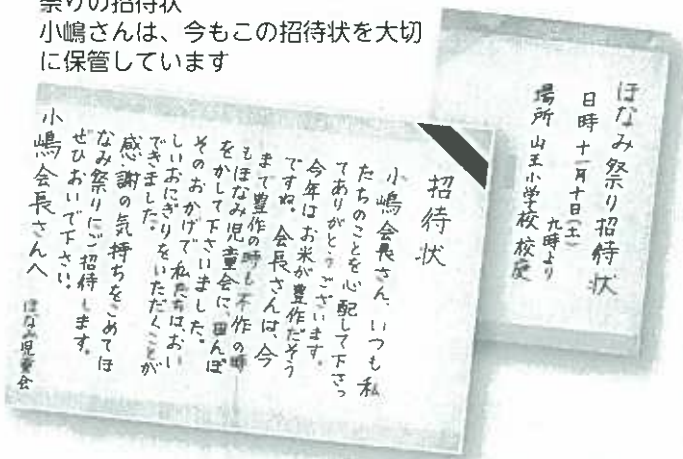 祭りの招待状
小嶋さんは、今もこの招待状を大切
に保管しています
ほなみ祭り招待状
日時 十一月十日(土)
九時より
場所 山王小学校 校庭
招待状
小嶋会長さん、いつも私
たちのことを心配して下さっ
てありがとうございます。
今年はお米が豊作だそう
ですね。会長さんは、今
まで豊作の時も不作の時
もほなみ児童会に、田んぼ
をかして下さいました。
そのおかげで、私たちはおい
しいおにぎりをいただくことが
できました。
感謝の気持ちをこめてほ
なみ祭りにご招待します。
ぜひおいで下さい。
小嶋会長さんへ
ほなみ児童会